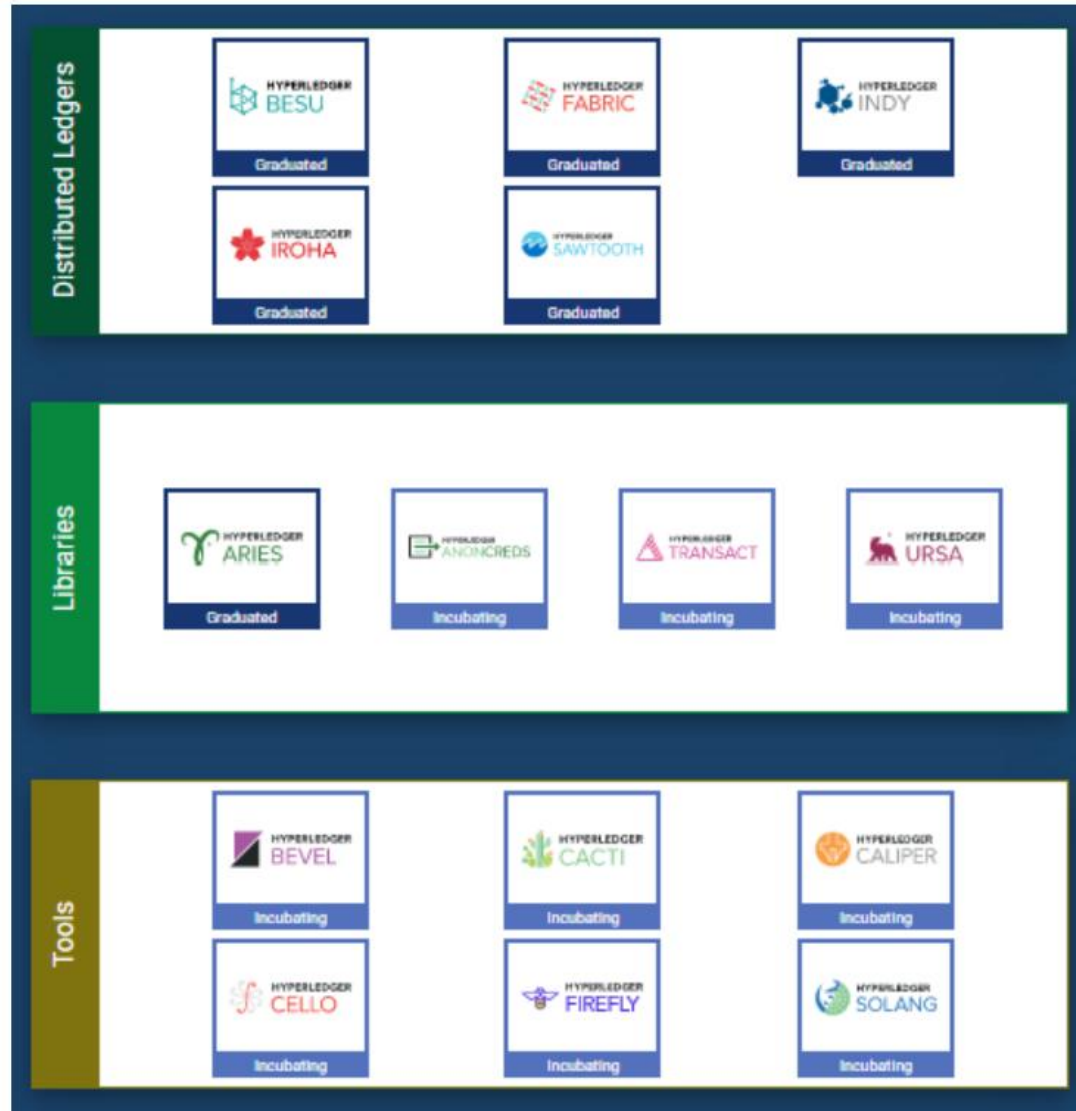 Distributed Ledgers
HYPERLEDGER
BESU
Graduated
HYPERLEDGER
FABRIC
Graduated
HYPERLEDGER
INDY
Graduated
HYPERLEDGER
IROHA
Graduated
HYPERLEDGER
SAWTOOTH
Graduated
Libraries
HYPERLEDGER
ARIES
Graduated
HYPERLEDGER
ANONCREDS
Incubating
HYPERLEDGER
TRANSACT
Incubating
HYPERLEDGER
URSA
Incubating
Tools
HYPERLEDGER
BEVEL
Incubating
HYPERLEDGER
CACTI
Incubating
HYPERLEDGER
CALIPER
Incubating
HYPERLEDGER
CELLO
Incubating
HYPERLEDGER
FIREFLY
Incubating
HYPERLEDGER
SOLANG
Incubating